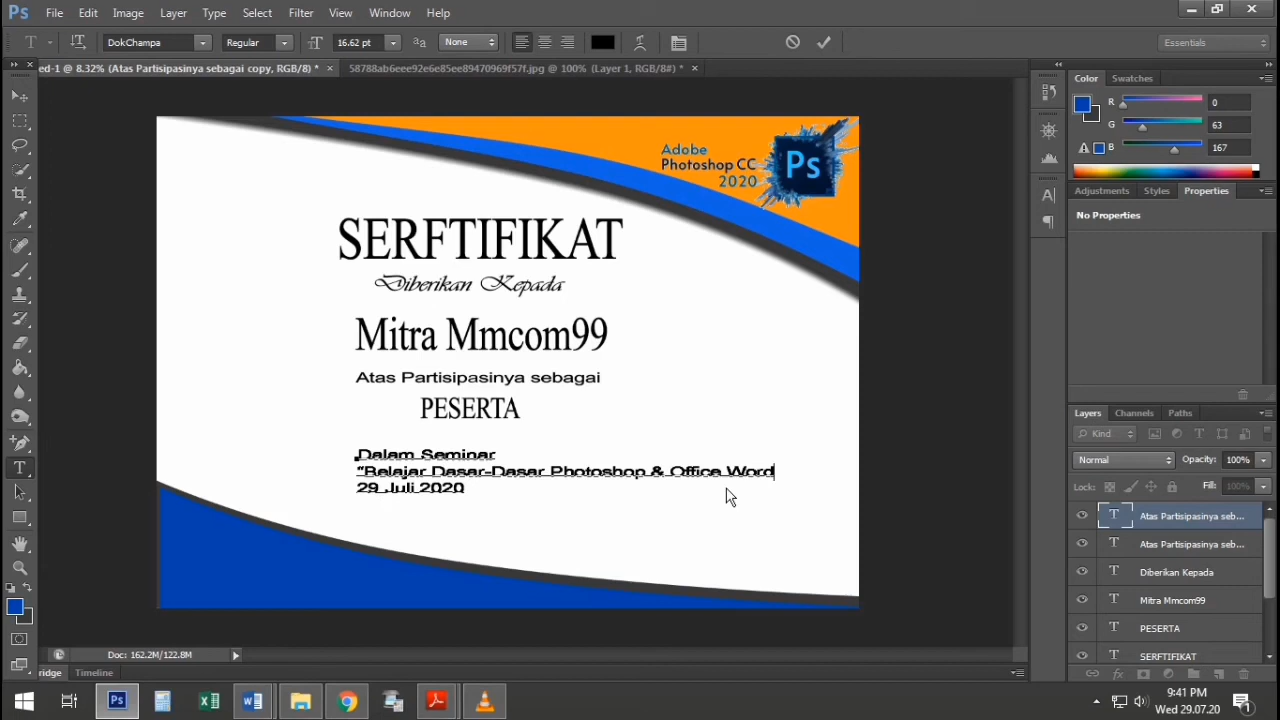 Ps File Edit Image Layer Type Select Filter View Window Help
DokChampa Regular 16.62 pt None Essentials
ed-1 @ 8.32% (Atas Partisipasinya sebagai copy, RGB/8) * 58788ab6eee92e6e85ee89470969f57f.jpg @ 100% (Layer 1, RGB/8#) *
Color Swatches
R 0
G 63
B 167
Adjustments Styles Properties
No Properties
Adobe
Photoshop CC
2020
Ps
SERFTIFIKAT
Diberikan Kepada
Mitra Mmcom99
Atas Partisipasinya sebagai
PESERTA
Dalam Seminar
“Belajar Dasar-Dasar Photoshop & Office Word
29 Juli 2020
Layers Channels Paths
Kind
Normal Opacity: 100%
Lock: Fill: 100%
Atas Partisipasinya seb...
Atas Partisipasinya seb...
Diberikan Kepada
Mitra Mmcom99
PESERTA
SERFTIFIKAT
Doc: 162.2M/122.8M
ridge Timeline
9:41 PM
Wed 29.07.20
1